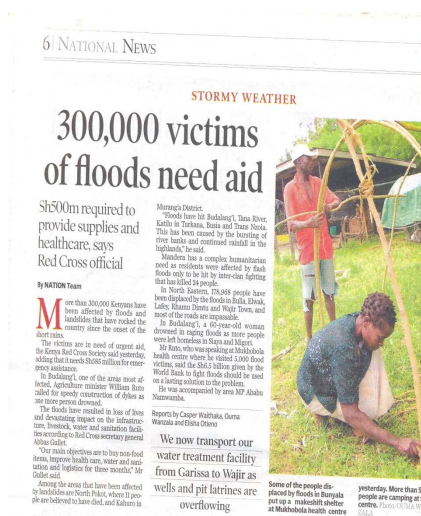 6 NATIONAL NEWS
STORMY WEATHER
300,000 victims
of floods need aid
Sh500m required to
provide supplies and
healthcare, says
Red Cross official
By NATION Team
More than 300,000 Kenyans have
been affected by floods and
landslides that have rocked the
country since the onset of the
short rains.
The victims are in need of urgent aid,
the Kenya Red Cross Society said yesterday,
adding that it needs Sh585 million for emer-
gency assistance.
In Budalang'i, one of the areas most af-
fected, Agriculture minister William Ruto
called for speedy construction of dykes as
one more person drowned.
The floods have resulted in loss of lives
and devastating impact on the infrastruc-
ture, livestock, water and sanitation facili-
ties according to Red Cross secretary general
Abbas Gullet.
"Our main objectives are to buy non-food
items, improve health care, water and sani-
tation and logistics for three months," Mr
Gullet said.
Among the areas that have been affected
by landslides are North Pokot, where 11 peo-
ple are believed to have died, and Kahuro in
Murang'a District.
"Floods have hit Budalang'i, Tana River,
Katilu in Turkana, Busia and Trans Nzoia.
This has been caused by the bursting of
river banks and continued rainfall in the
highlands," he said.
Mandera has a complex humanitarian
need as residents were affected by flash
floods only to be hit by inter-clan fighting
that has killed 24 people.
In North Eastern, 178,968 people have
been displaced by the floods in Bulla, Elwak,
Lafey, Rhamu Dimtu and Wajir Town, and
most of the roads are impassable.
In Budalang'i, a 60-year-old woman
drowned in raging floods as more people
were left homeless in Siaya and Migori.
Mr Ruto, who was speaking at Mukhobola
health centre where he visited 5,000 flood
victims, said the Sh6.5 billion given by the
World Bank to fight floods should be used
on a lasting solution to the problem.
He was accompanied by area MP Ababu
Namwamba.
Reports by Casper Waithaka, Ouma
Wanzala and Elisha Otieno
We now transport our
water treatment facility
from Garissa to Wajir as
wells and pit latrines are
overflowing
Some of the people dis-
placed by floods in Bunyala
put up a makeshift shelter
at Mukhobola health centre
yesterday. More than 5
people are camping at
centre. Photo/OUMA W
ZALA